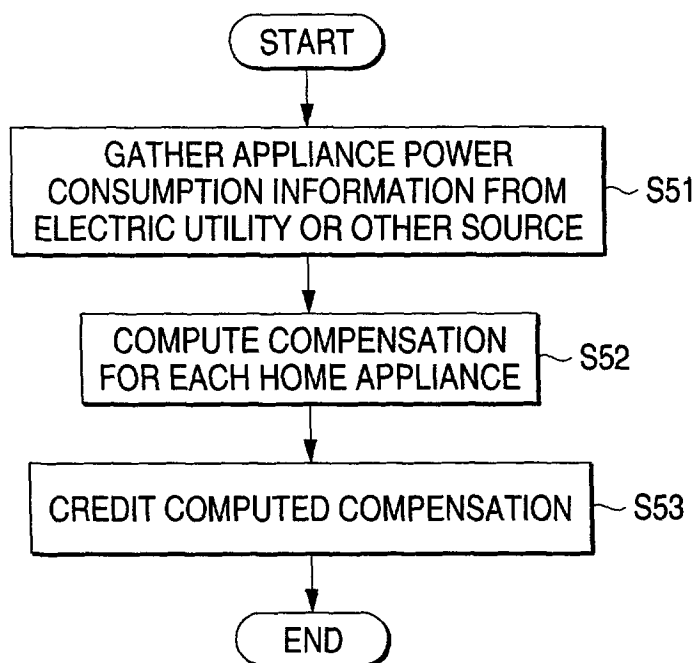 START
GATHER APPLIANCE POWER
CONSUMPTION INFORMATION FROM
ELECTRIC UTILITY OR OTHER SOURCE
S51
COMPUTE COMPENSATION
FOR EACH HOME APPLIANCE
S52
CREDIT COMPUTED COMPENSATION
S53
END